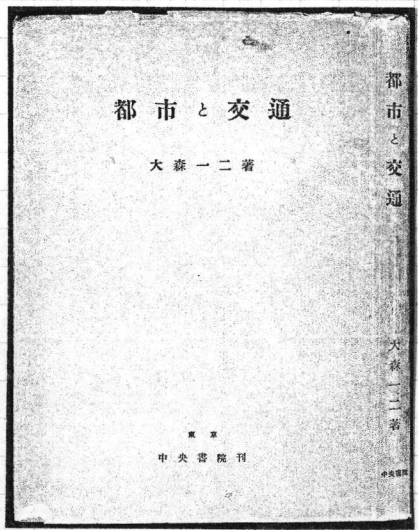 都市と交通
大森一二著
東京
中央書院刊
都市と交通
大森一二著
中央書院